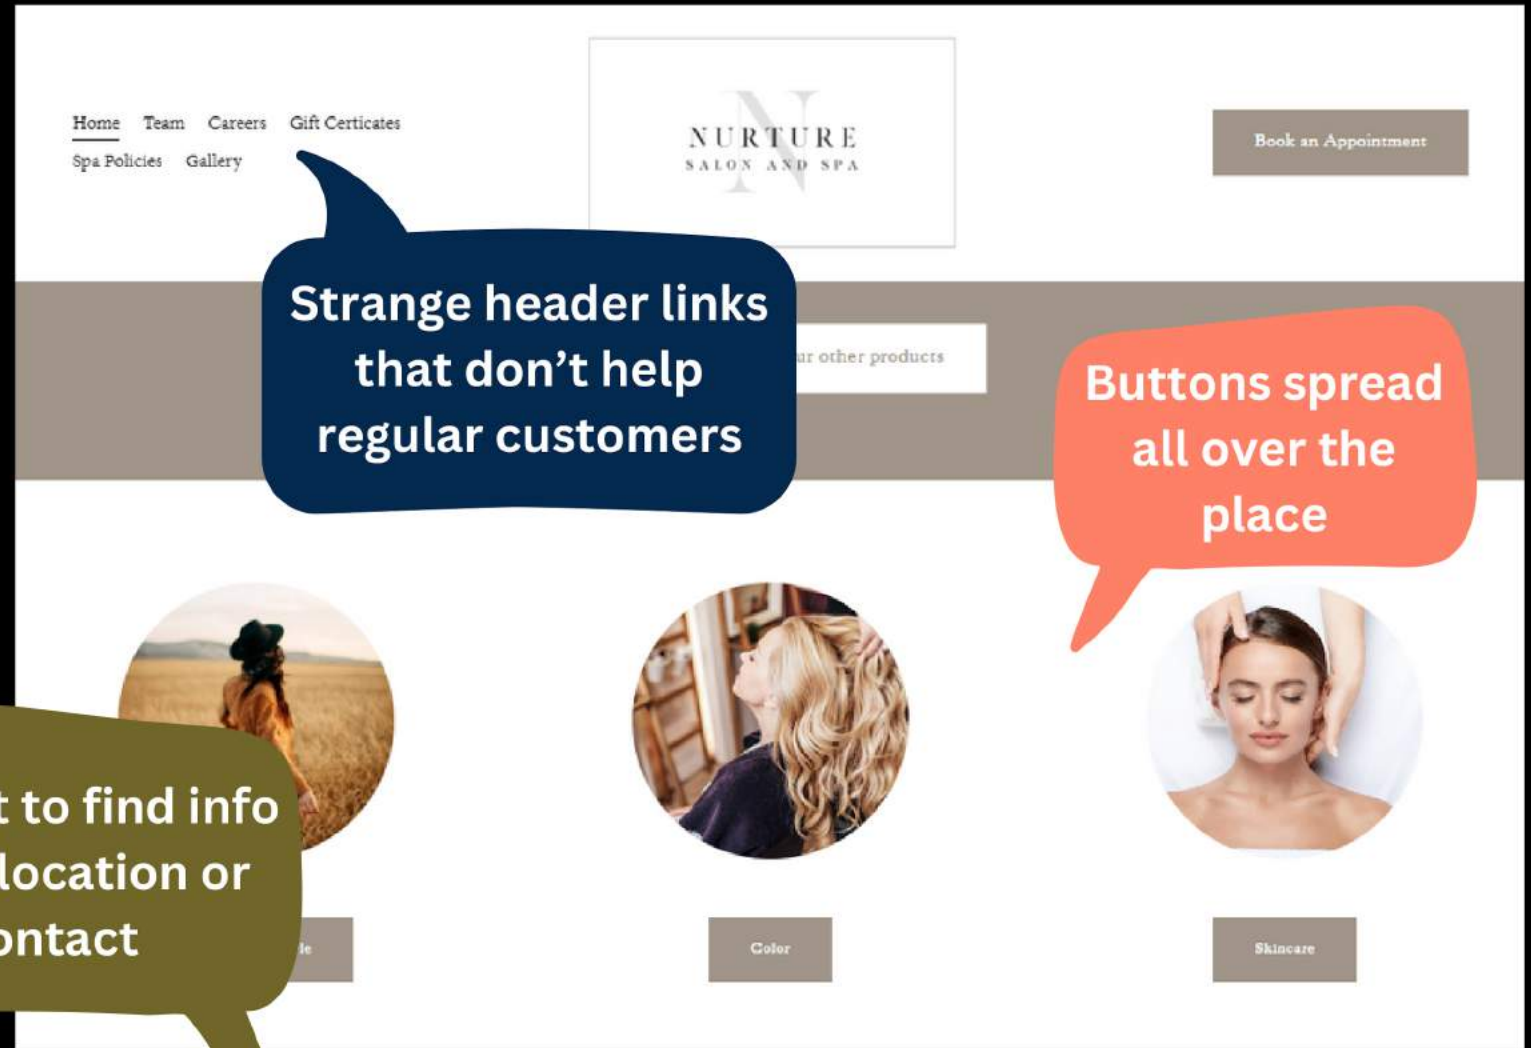 Home Team Careers Gift Certicates
Spa Policies Gallery
N
NURTURE
SALON AND SPA
Book an Appointment
Strange header links
that don't help
regular customers
other products
Buttons spread
all over the
place
to find info
location or
Color
Skincare